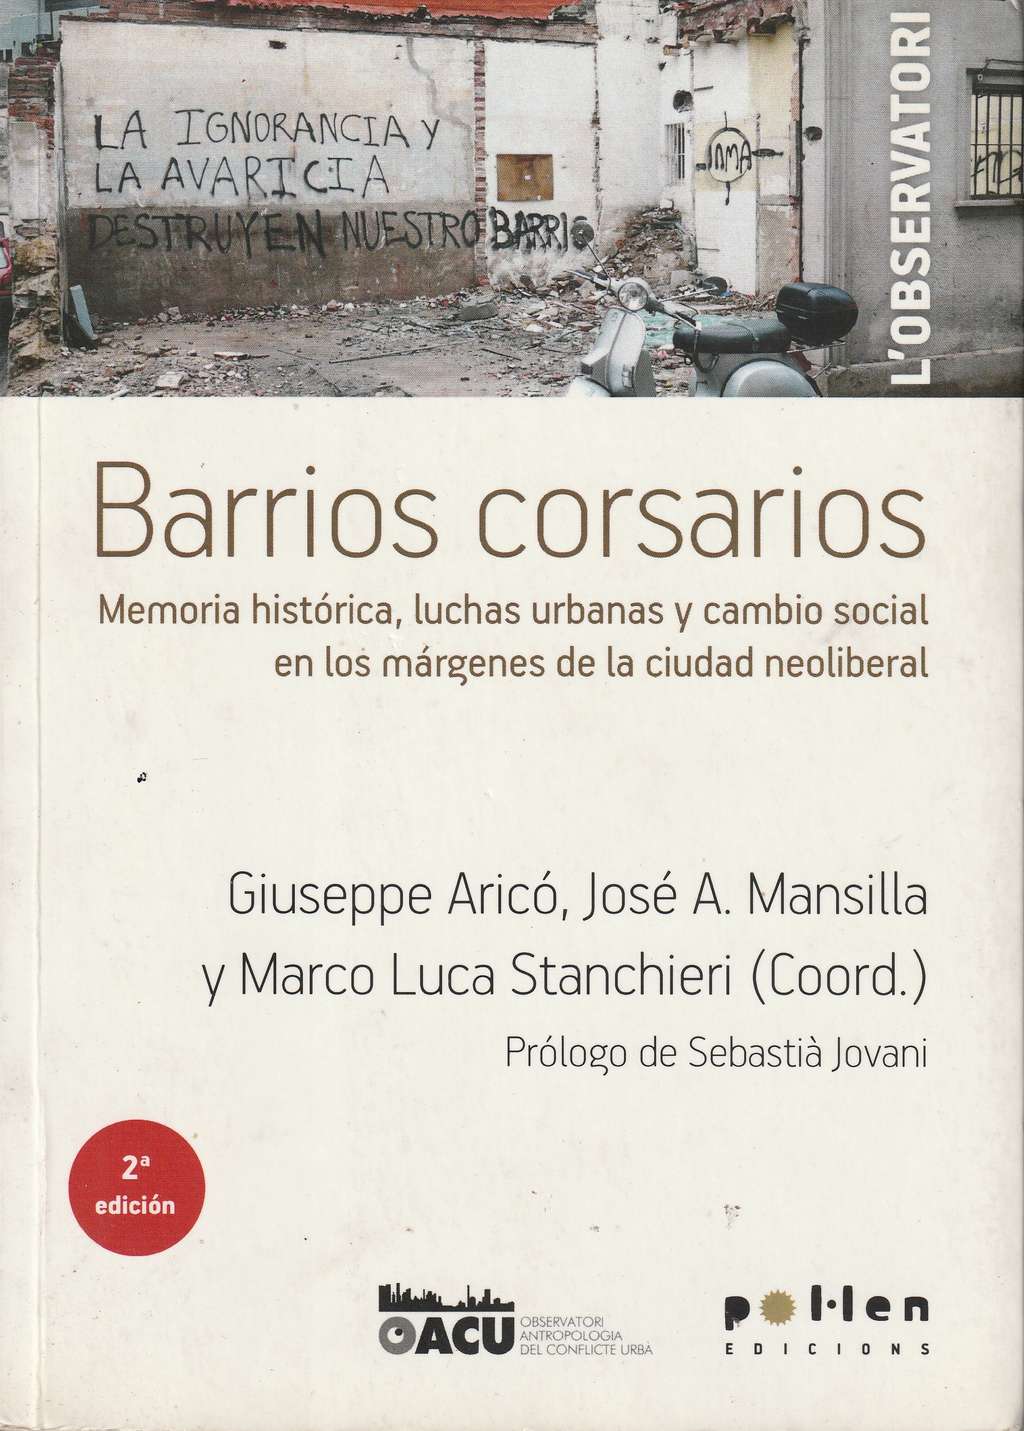 LA IGNORANCIA Y
LA AVARICIA
DESTRUYEN NUESTRO BARRIO
INMA
L'OBSERVATORI
Barrios corsarios
Memoria histórica, luchas urbanas y cambio social
en los márgenes de la ciudad neoliberal
Giuseppe Aricó, José A. Mansilla
y Marco Luca Stanchieri (Coord.)
Prólogo de Sebastià Jovani
2ª
edición
OACU
OBSERVATORI
ANTROPOLOGIA
DEL CONFLICTE URBÀ
pol·len
EDICIONS